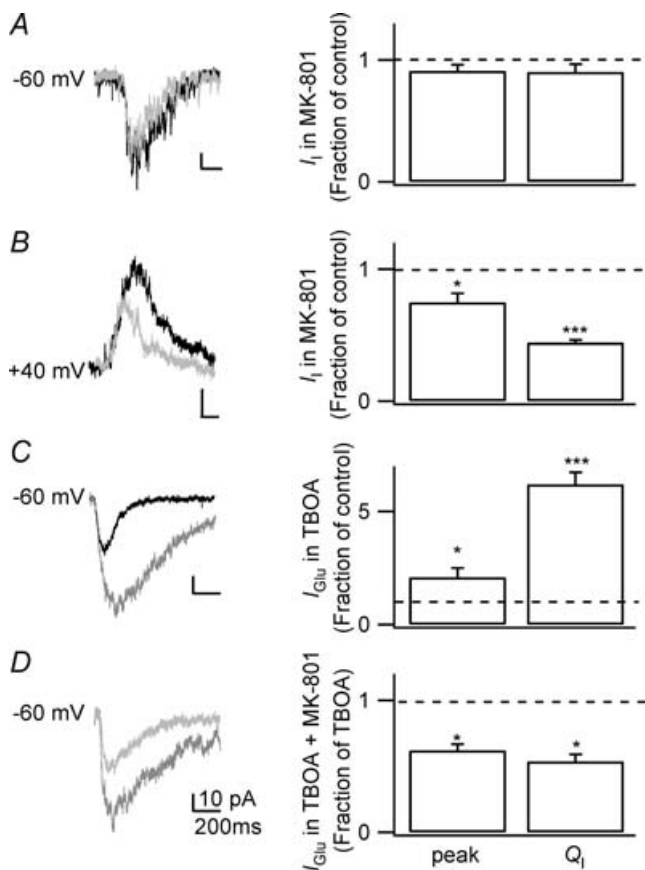 A
-60 mV
I_I in MK-801
(Fraction of control)
1
0
B
+40 mV
I_I in MK-801
(Fraction of control)
1
0
*
***
C
-60 mV
I_Glu in TBOA
(Fraction of control)
5
0
*
***
D
-60 mV
10 pA
200ms
I_Glu in TBOA + MK-801
(Fraction of TBOA)
1
0
*
*
peak
Q_I